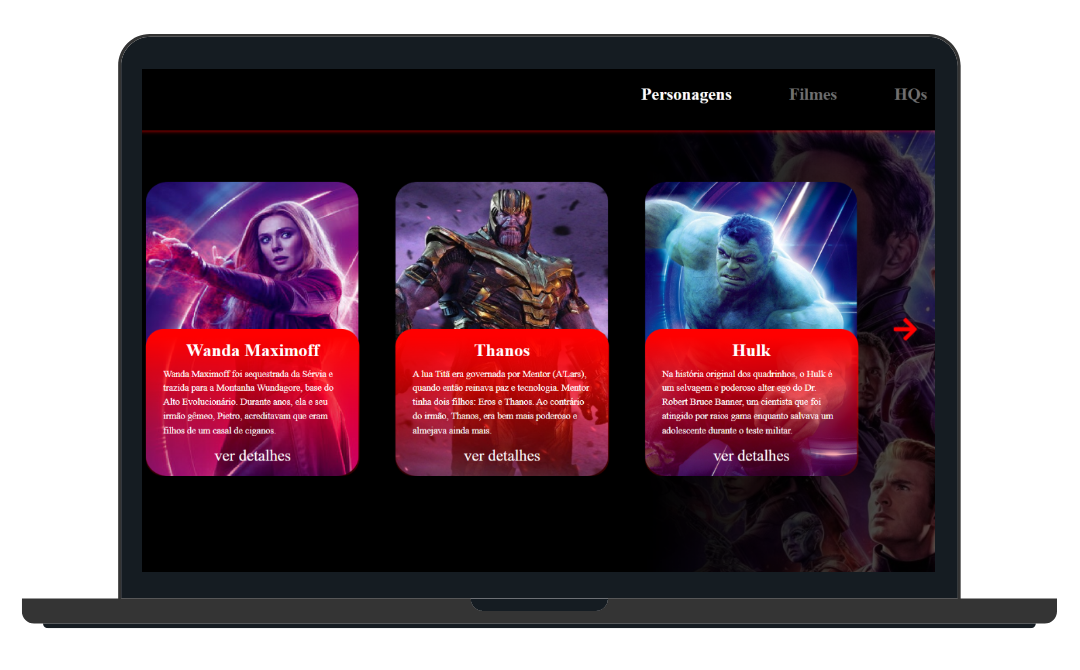 Personagens Filmes HQs
Wanda Maximoff
Wanda Maximoff foi sequestrada da Sérvia e
trazida para a Montanha Wundagore, base do
Alto Evolucionário. Durante anos, ela e seu
irmão gêmeo, Pietro, acreditavam que eram
filhos de um casal de ciganos.
ver detalhes
Thanos
A lua Titã era governada por Mentor (A'Lars),
quando então reinava paz e tecnologia. Mentor
tinha dois filhos: Eros e Thanos. Ao contrário
do irmão, Thanos, era bem mais poderoso e
almejava ainda mais.
ver detalhes
Hulk
Na história original dos quadrinhos, o Hulk é
um selvagem e poderoso alter ego do Dr.
Robert Bruce Banner, um cientista que foi
atingido por raios gama enquanto salvava um
adolescente durante o teste militar.
ver detalhes